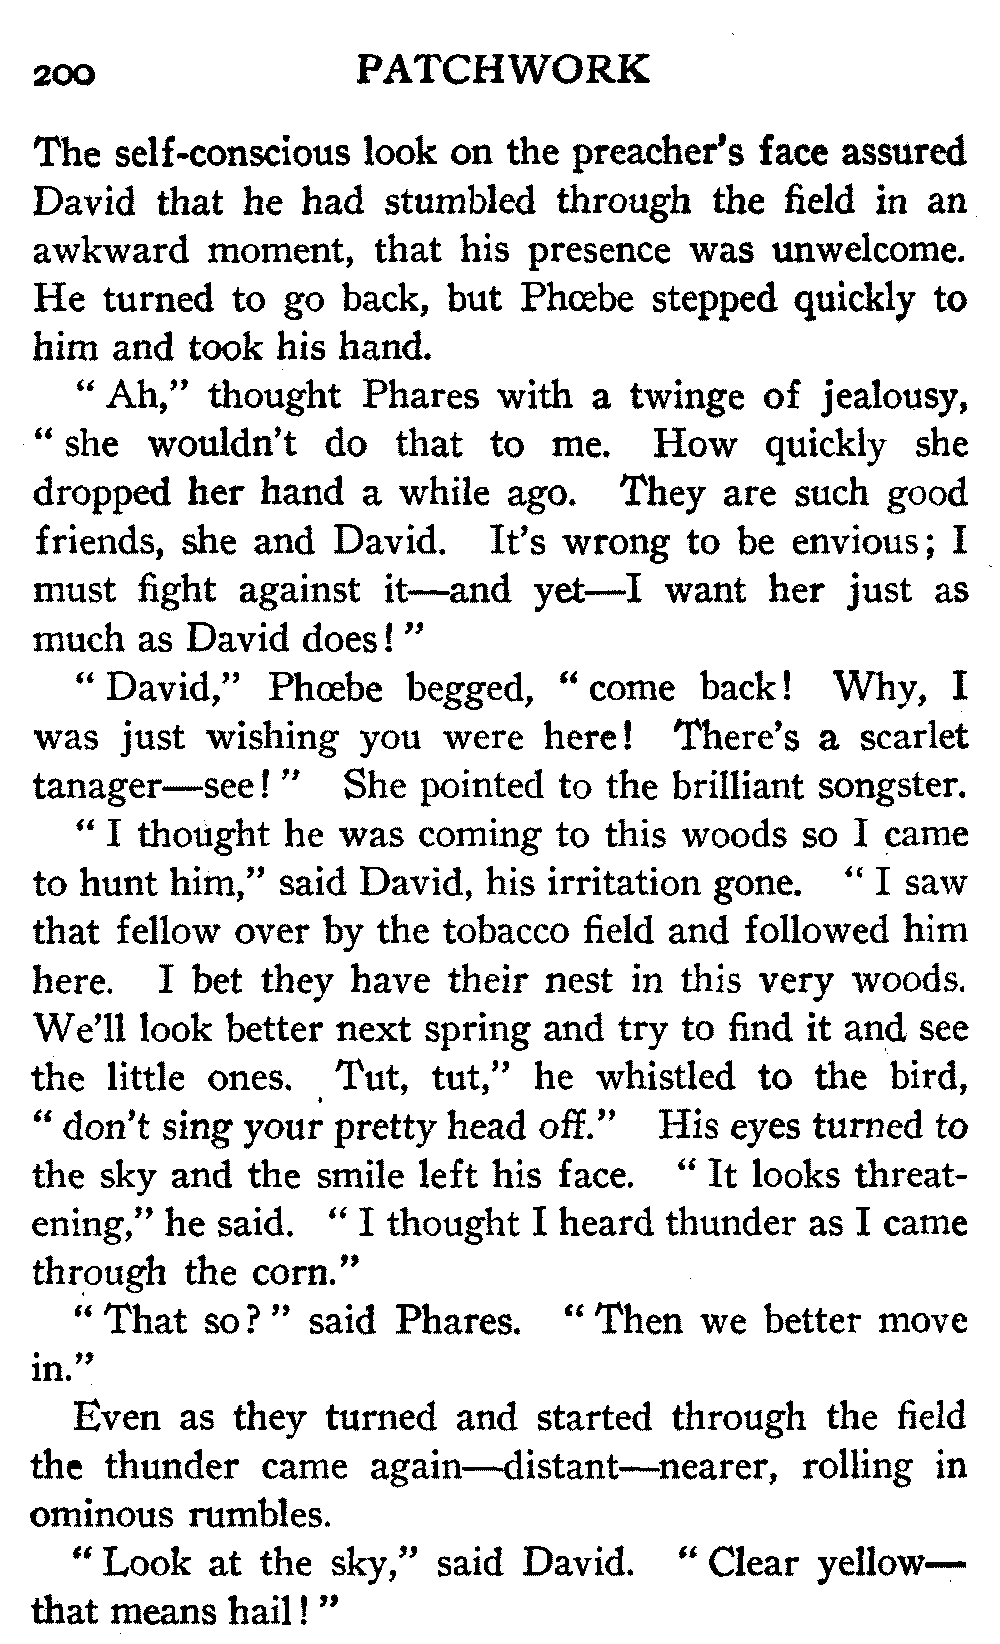 200 PATCHWORK
The self-conscious look on the preacher's face assured
David that he had stumbled through the field in an
awkward moment, that his presence was unwelcome.
He turned to go back, but Phœbe stepped quickly to
him and took his hand.
“ Ah,” thought Phares with a twinge of jealousy,
“ she wouldn't do that to me. How quickly she
dropped her hand a while ago. They are such good
friends, she and David. It's wrong to be envious; I
must fight against it—and yet—I want her just as
much as David does! ”
“ David,” Phœbe begged, “ come back! Why, I
was just wishing you were here! There's a scarlet
tanager—see! ” She pointed to the brilliant songster.
“ I thought he was coming to this woods so I came
to hunt him,” said David, his irritation gone. “ I saw
that fellow over by the tobacco field and followed him
here. I bet they have their nest in this very woods.
We'll look better next spring and try to find it and see
the little ones. Tut, tut,” he whistled to the bird,
“ don't sing your pretty head off.” His eyes turned to
the sky and the smile left his face. “ It looks threat-
ening,” he said. “ I thought I heard thunder as I came
through the corn.”
“ That so? ” said Phares. “ Then we better move
in.”
Even as they turned and started through the field
the thunder came again—distant—nearer, rolling in
ominous rumbles.
“ Look at the sky,” said David. “ Clear yellow—
that means hail! ”